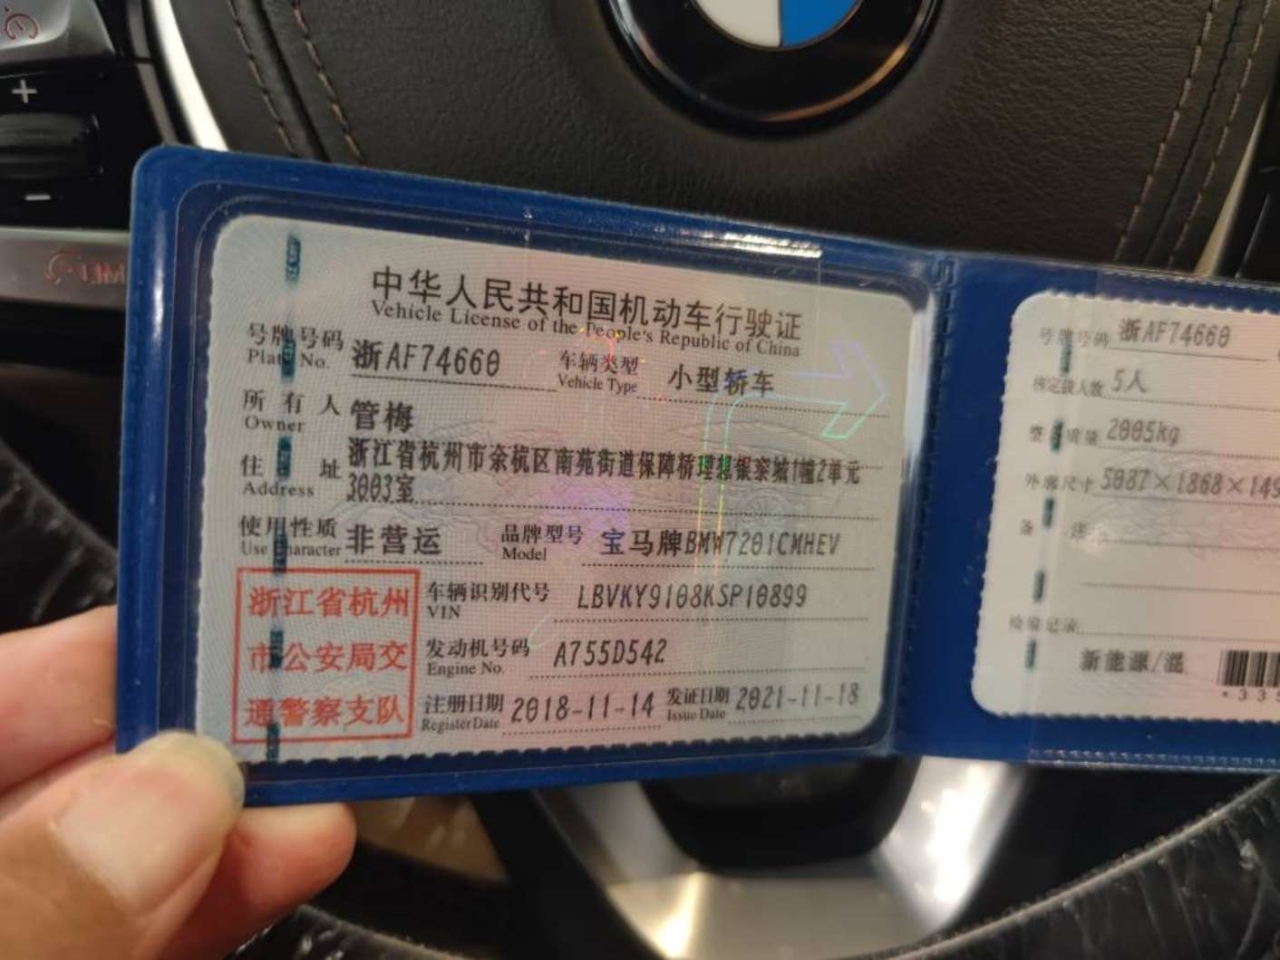 中华人民共和国机动车行驶证
Vehicle License of the People's Republic of China
号牌号码 浙AF74660 车辆类型 小型轿车
Plate No. Vehicle Type
所有人 管梅
Owner
住址 浙江省杭州市余杭区南苑街道保障桥理想银泰城1幢2单元
Address 3003室
使用性质 非营运 品牌型号 宝马牌BMW7201CMHEV
Use Character Model
浙江省杭州
市公安局交
通警察支队
车辆识别代号 LBVKY9108KSP10899
VIN
发动机号码 A755D542
Engine No.
注册日期 2018-11-14 发证日期 2021-11-18
Register Date Issue Date
号牌号码 浙AF74660
核定载人数 5人
整备质量 2005kg
外廓尺寸 5087×1868×149
备注
检验记录
新能源/混
*33